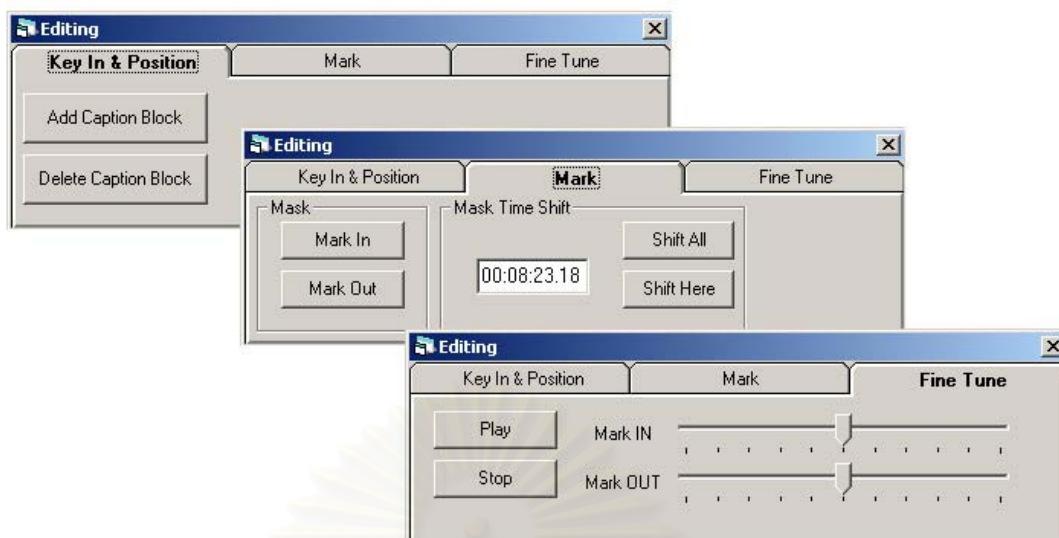 Editing
Key In & Position Mark Fine Tune
Add Caption Block
Delete Caption Block
Editing
Key In & Position Mark Fine Tune
Mask Mask Time Shift
Mark In Shift All
00:08:23.18
Mark Out Shift Here
Editing
Key In & Position Mark Fine Tune
Play Mark IN
Stop Mark OUT